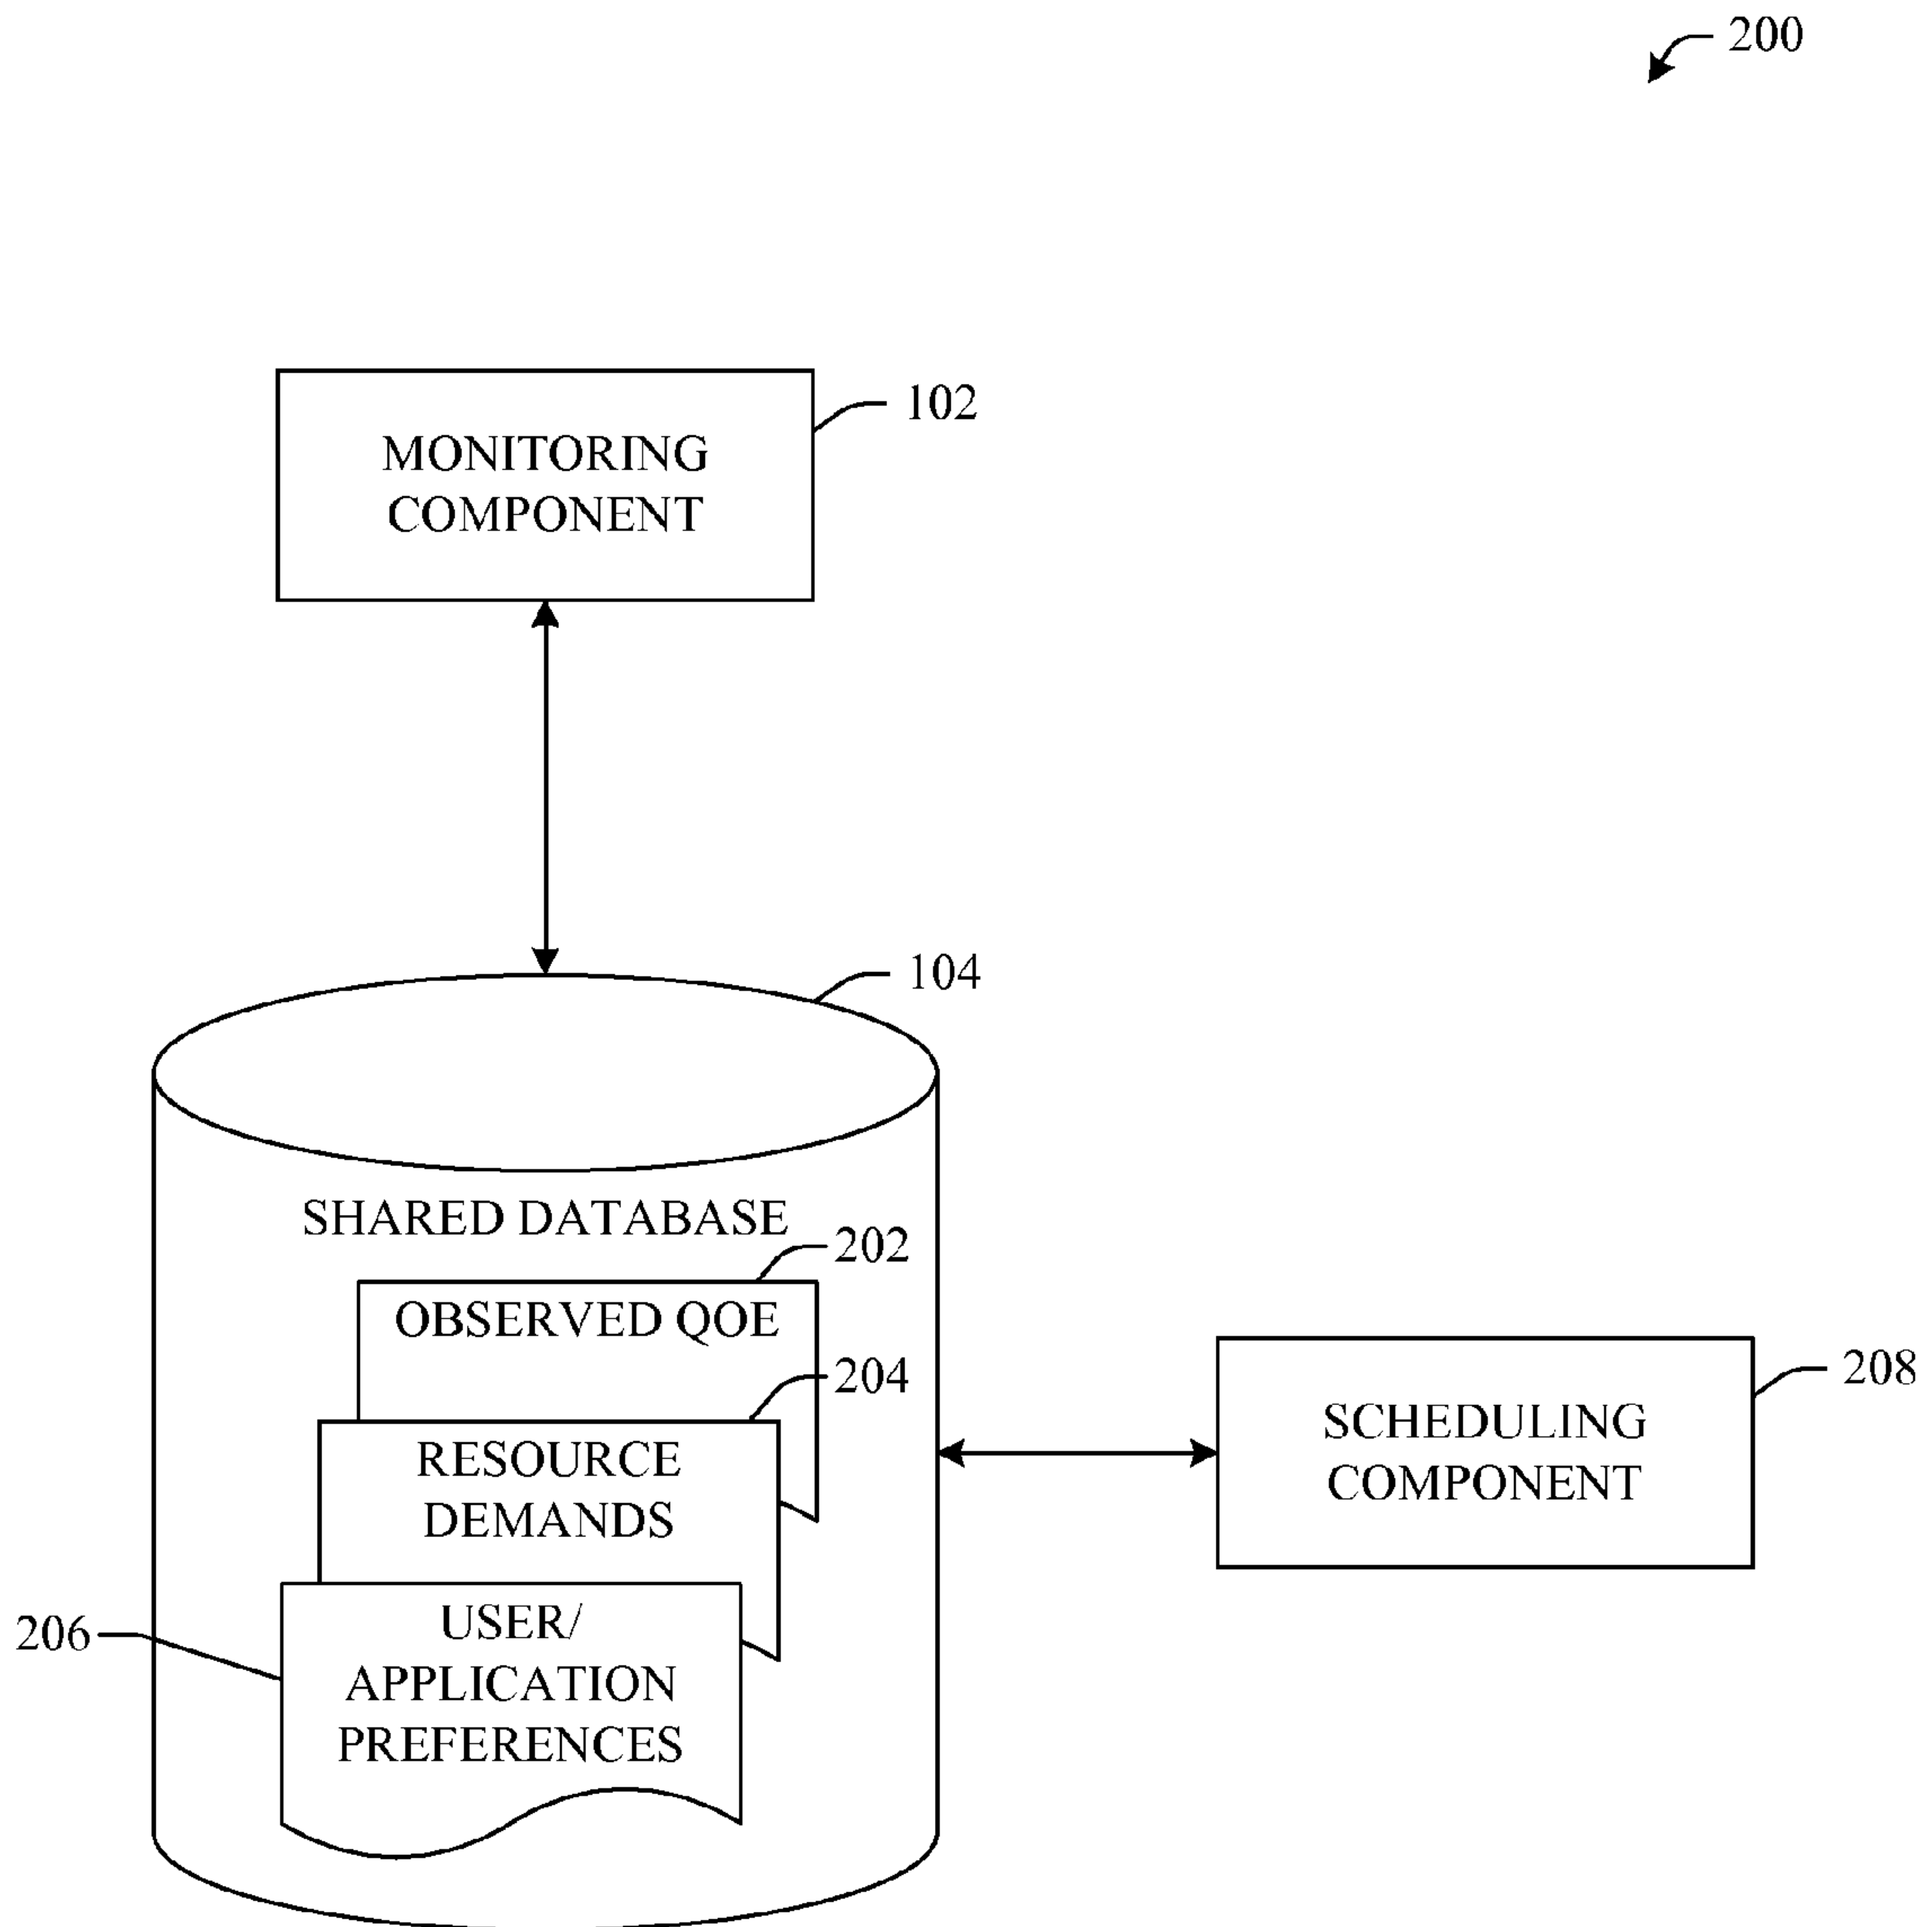 200
MONITORING
COMPONENT
102
104
SHARED DATABASE
202
OBSERVED QOE
204
RESOURCE
DEMANDS
206
USER/
APPLICATION
PREFERENCES
208
SCHEDULING
COMPONENT